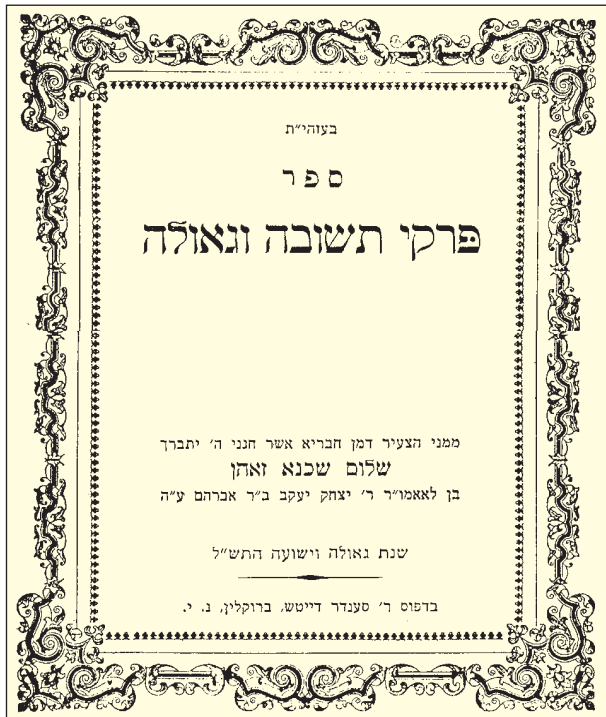 בעזהי״ת
ספר
פרקי תשובה וגאולה
ממני הצעיר דמן חבריא אשר חנני ה׳ יתברך
שלום שכנא זאהן
בן לאאמו״ר ר׳ יצחק יעקב ב״ר אברהם ע״ה
שנת גאולה וישועה התש״ל
בדפוס ר׳ סענדר דייטש, ברוקלין, נ. י.